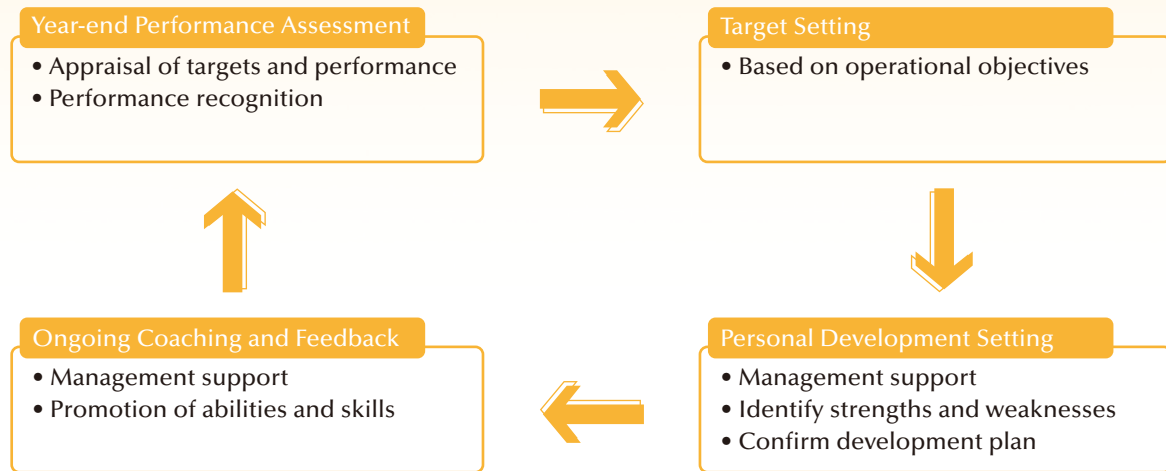 Year-end Performance Assessment
• Appraisal of targets and performance
• Performance recognition
Target Setting
• Based on operational objectives
Ongoing Coaching and Feedback
• Management support
• Promotion of abilities and skills
Personal Development Setting
• Management support
• Identify strengths and weaknesses
• Confirm development plan